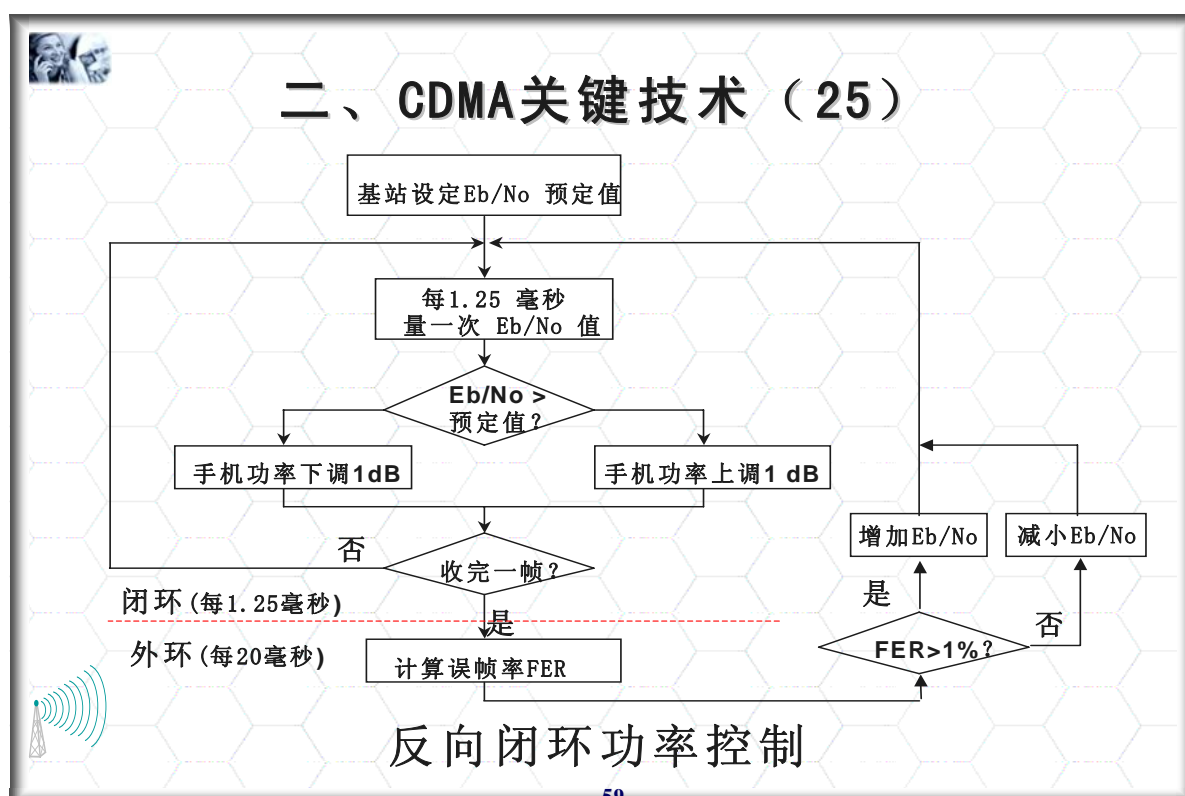 二、CDMA关键技术（25）
基站设定Eb/No 预定值
每1.25 毫秒
量一次 Eb/No 值
Eb/No >
预定值?
手机功率下调1dB
手机功率上调1 dB
增加Eb/No
减小Eb/No
否
收完一帧?
闭环(每1.25毫秒)
是
是
否
外环(每20毫秒)
计算误帧率FER
FER>1%?
反向闭环功率控制
59